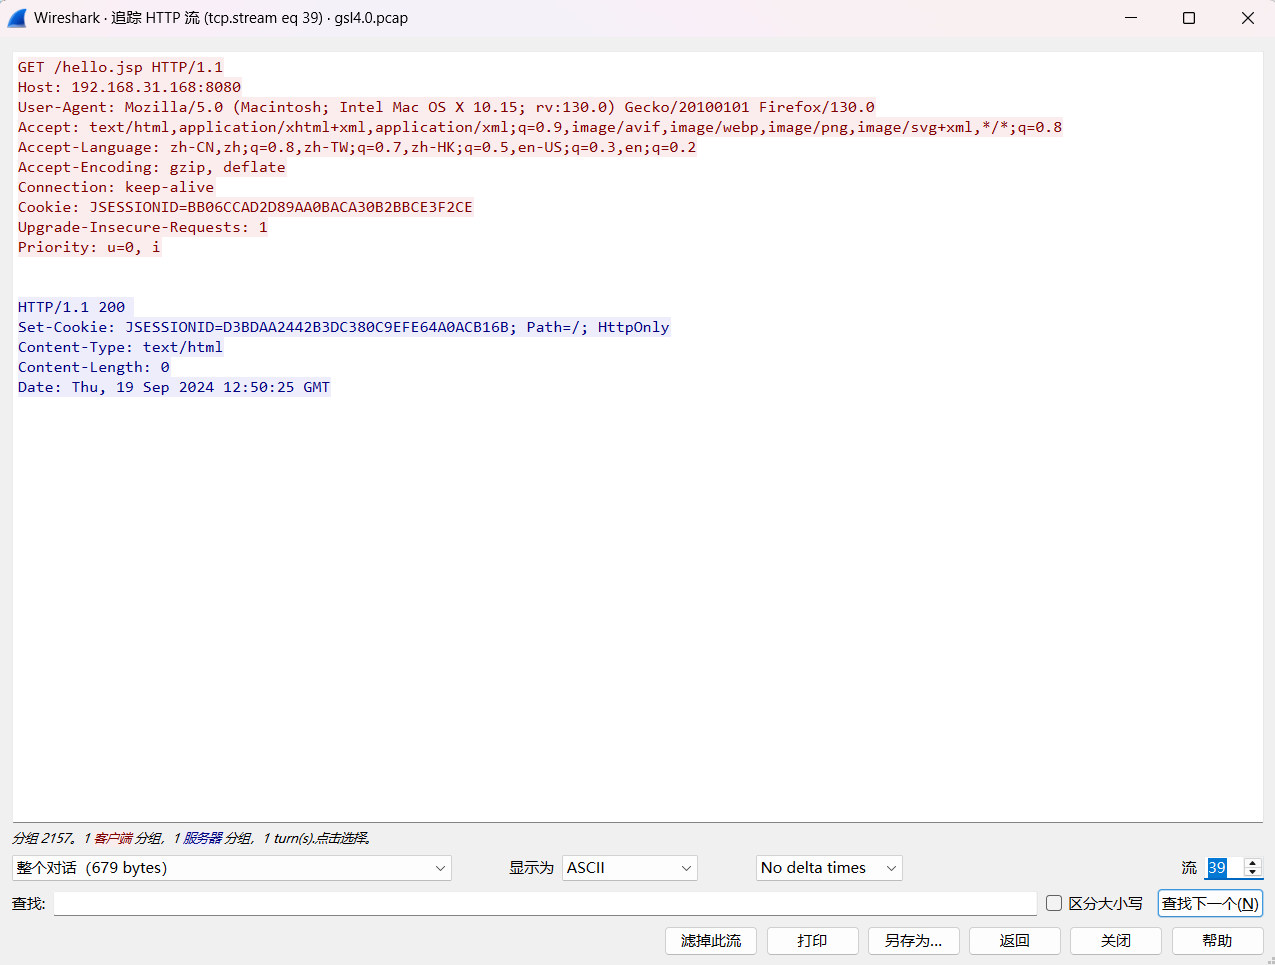 Wireshark · 追踪 HTTP 流 (tcp.stream eq 39) · gsl4.0.pcap
GET /hello.jsp HTTP/1.1
Host: 192.168.31.168:8080
User-Agent: Mozilla/5.0 (Macintosh; Intel Mac OS X 10.15; rv:130.0) Gecko/20100101 Firefox/130.0
Accept: text/html,application/xhtml+xml,application/xml;q=0.9,image/avif,image/webp,image/png,image/svg+xml,*/*;q=0.8
Accept-Language: zh-CN,zh;q=0.8,zh-TW;q=0.7,zh-HK;q=0.5,en-US;q=0.3,en;q=0.2
Accept-Encoding: gzip, deflate
Connection: keep-alive
Cookie: JSESSIONID=BB06CCAD2D89AA0BACA30B2BBCE3F2CE
Upgrade-Insecure-Requests: 1
Priority: u=0, i
HTTP/1.1 200
Set-Cookie: JSESSIONID=D3BDAA2442B3DC380C9EFE64A0ACB16B; Path=/; HttpOnly
Content-Type: text/html
Content-Length: 0
Date: Thu, 19 Sep 2024 12:50:25 GMT
分组 2157。1 客户端 分组，1 服务器 分组，1 turn(s).点击选择。
整个对话（679 bytes） 显示为 ASCII No delta times 流 39
查找: 区分大小写 查找下一个(N)
滤掉此流 打印 另存为... 返回 关闭 帮助